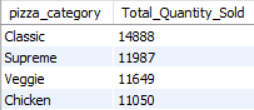 pizza_category Total_Quantity_Sold
Classic 14888
Supreme 11987
Veggie 11649
Chicken 11050